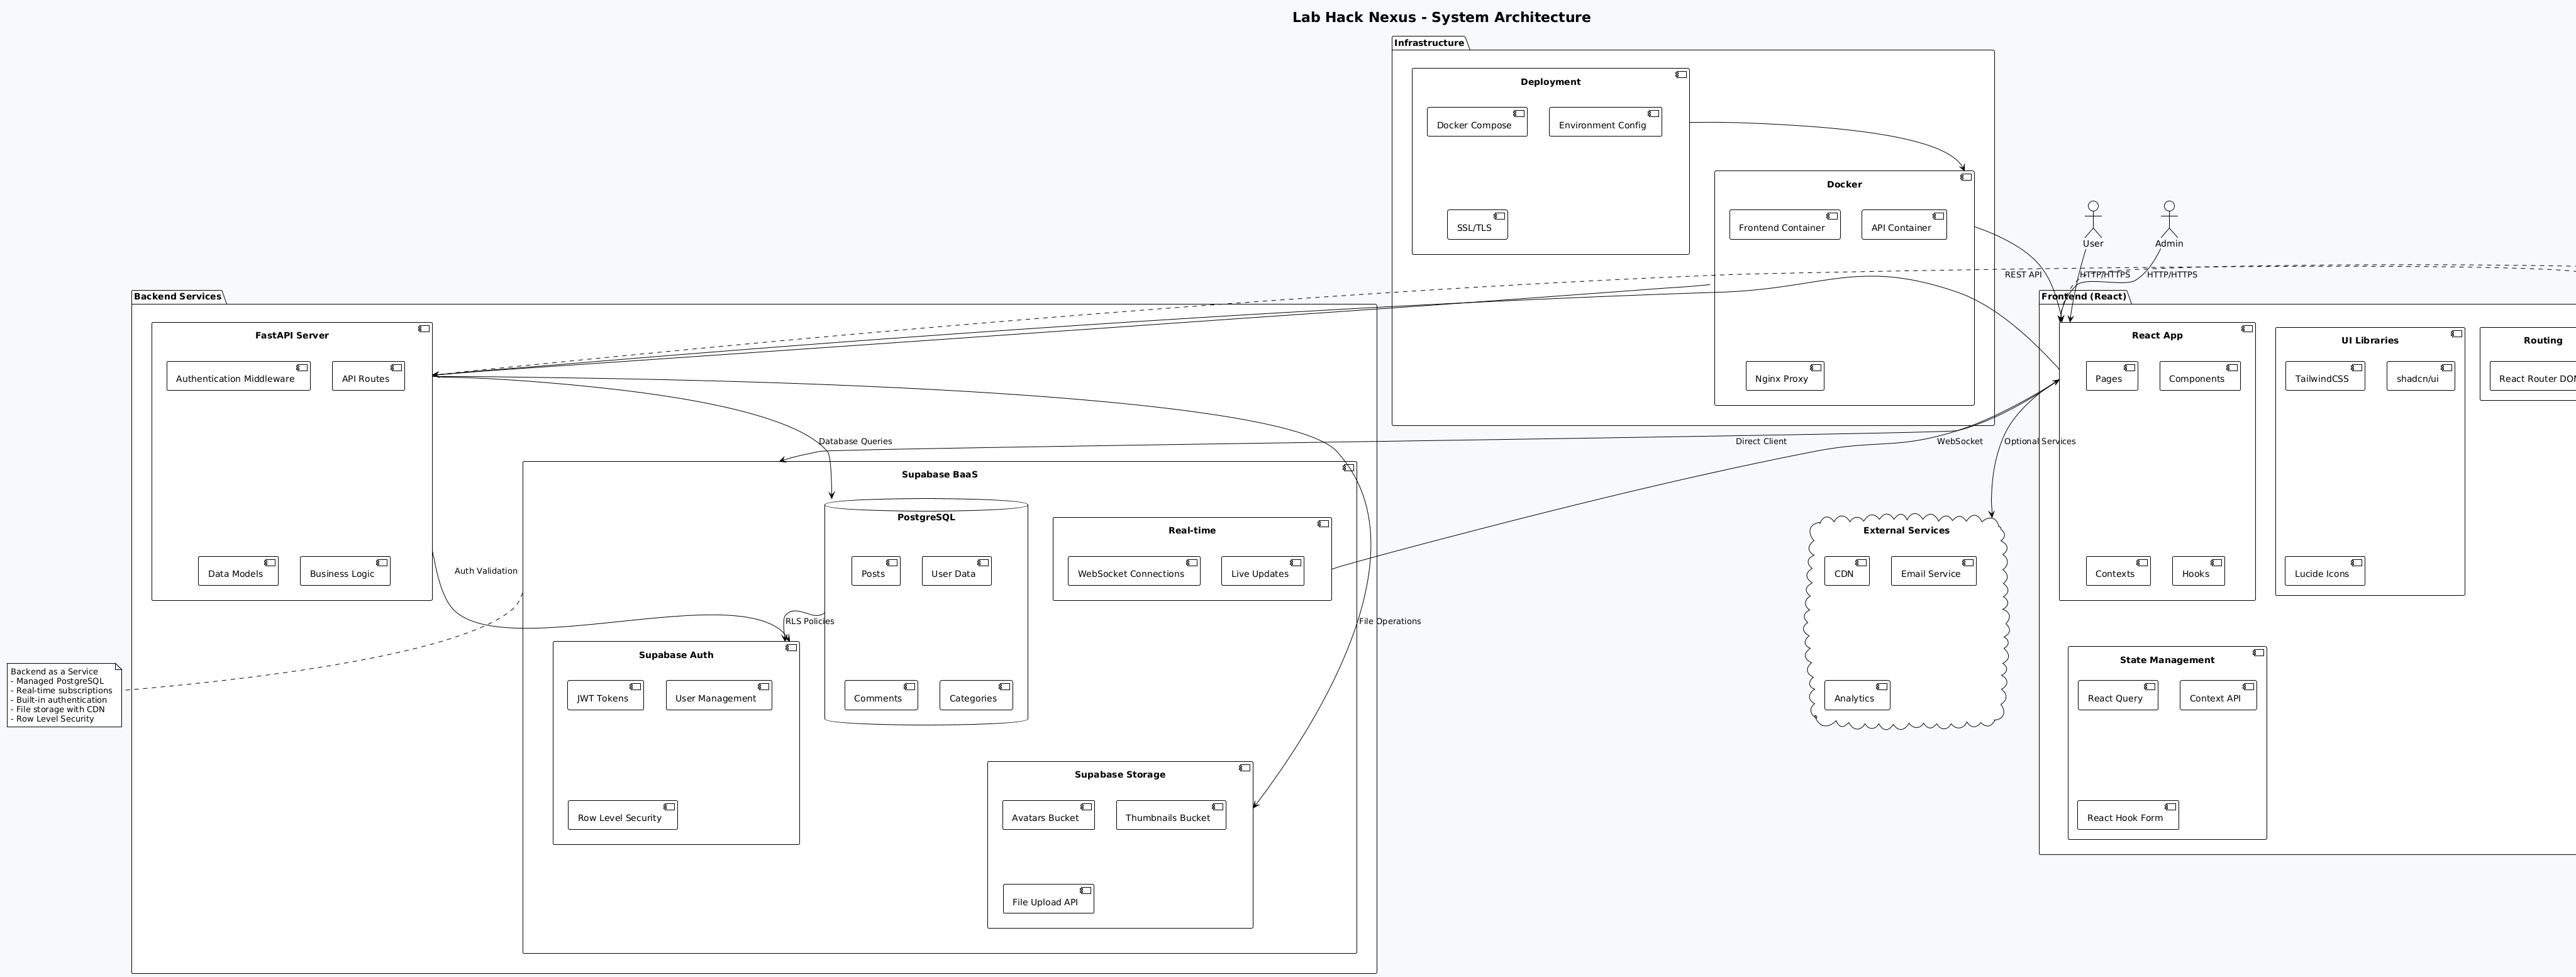 Lab Hack Nexus - System Architecture
Infrastructure
Deployment
Docker Compose
Environment Config
SSL/TLS
Docker
Frontend Container
API Container
Nginx Proxy
User
Admin
REST API
HTTP/HTTPS
HTTP/HTTPS
Backend Services
FastAPI Server
Authentication Middleware
API Routes
Data Models
Business Logic
Database Queries
Direct Client
WebSocket
Optional Services
Auth Validation
RLS Policies
File Operations
Supabase BaaS
PostgreSQL
Posts
User Data
Comments
Categories
Real-time
WebSocket Connections
Live Updates
Supabase Auth
JWT Tokens
User Management
Row Level Security
Supabase Storage
Avatars Bucket
Thumbnails Bucket
File Upload API
Backend as a Service
- Managed PostgreSQL
- Real-time subscriptions
- Built-in authentication
- File storage with CDN
- Row Level Security
External Services
CDN
Email Service
Analytics
Frontend (React)
React App
Pages
Components
Contexts
Hooks
UI Libraries
TailwindCSS
shadcn/ui
Lucide Icons
Routing
React Router
State Management
React Query
Context API
React Hook Form